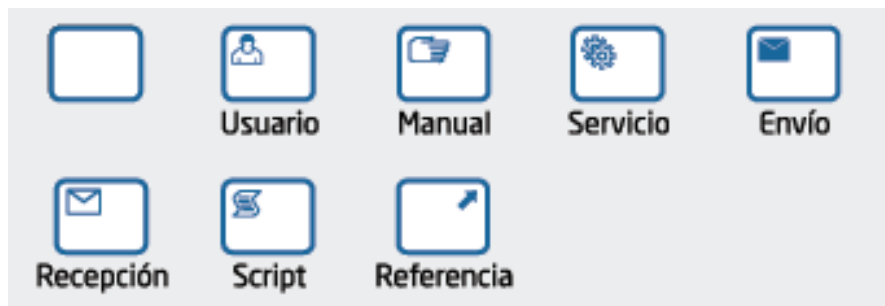 Usuario
Manual
Servicio
Envío
Recepción
Script
Referencia